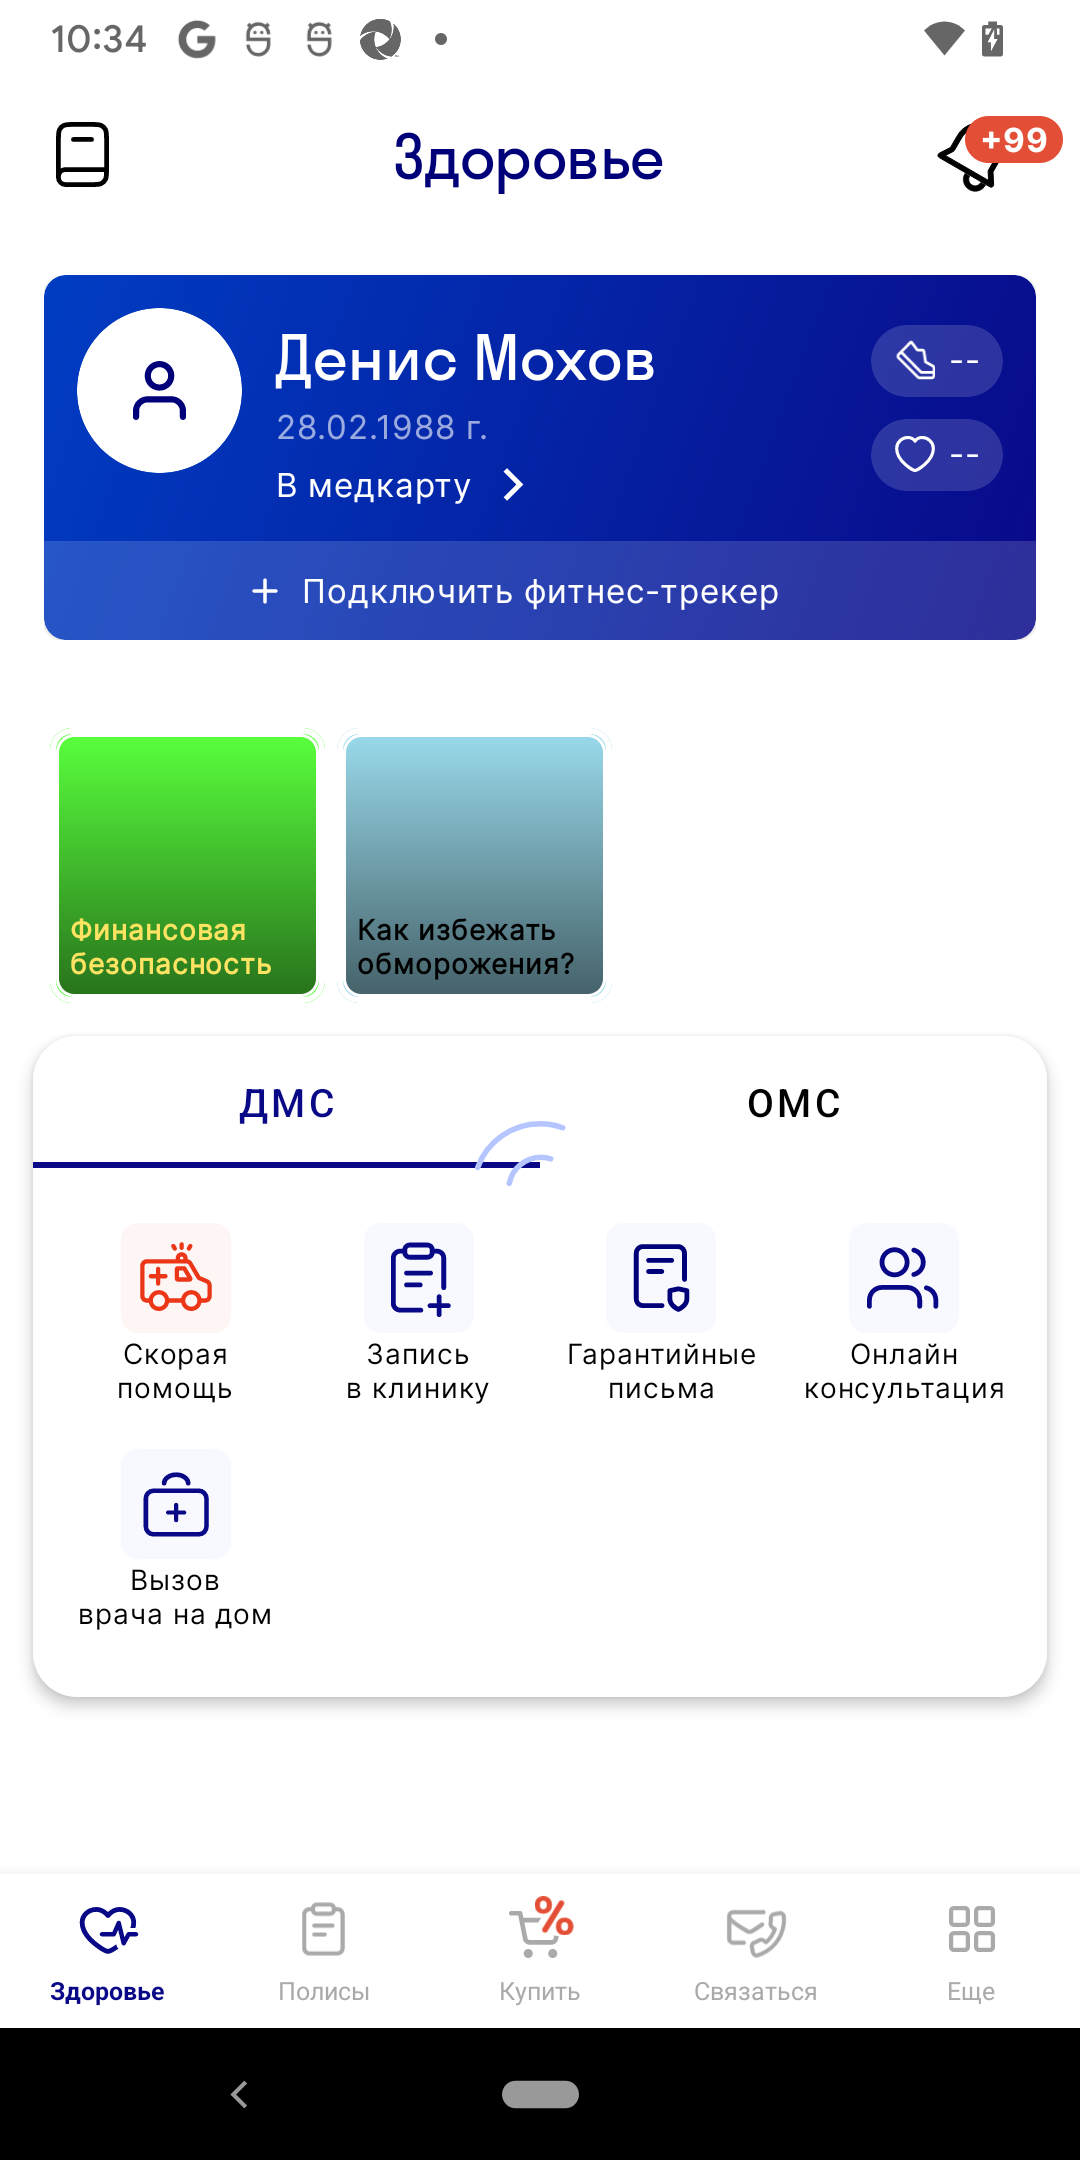 10:34
Здоровье
+99
Денис Мохов
28.02.1988 г.
В медкарту
--
--
+ Подключить фитнес-трекер
Финансовая
безопасность
Как избежать
обморожения?
ДМС
ОМС
Скорая
помощь
Запись
в клинику
Гарантийные
письма
Онлайн
консультация
Вызов
врача на дом
Здоровье
Полисы
Купить
Связаться
Еще